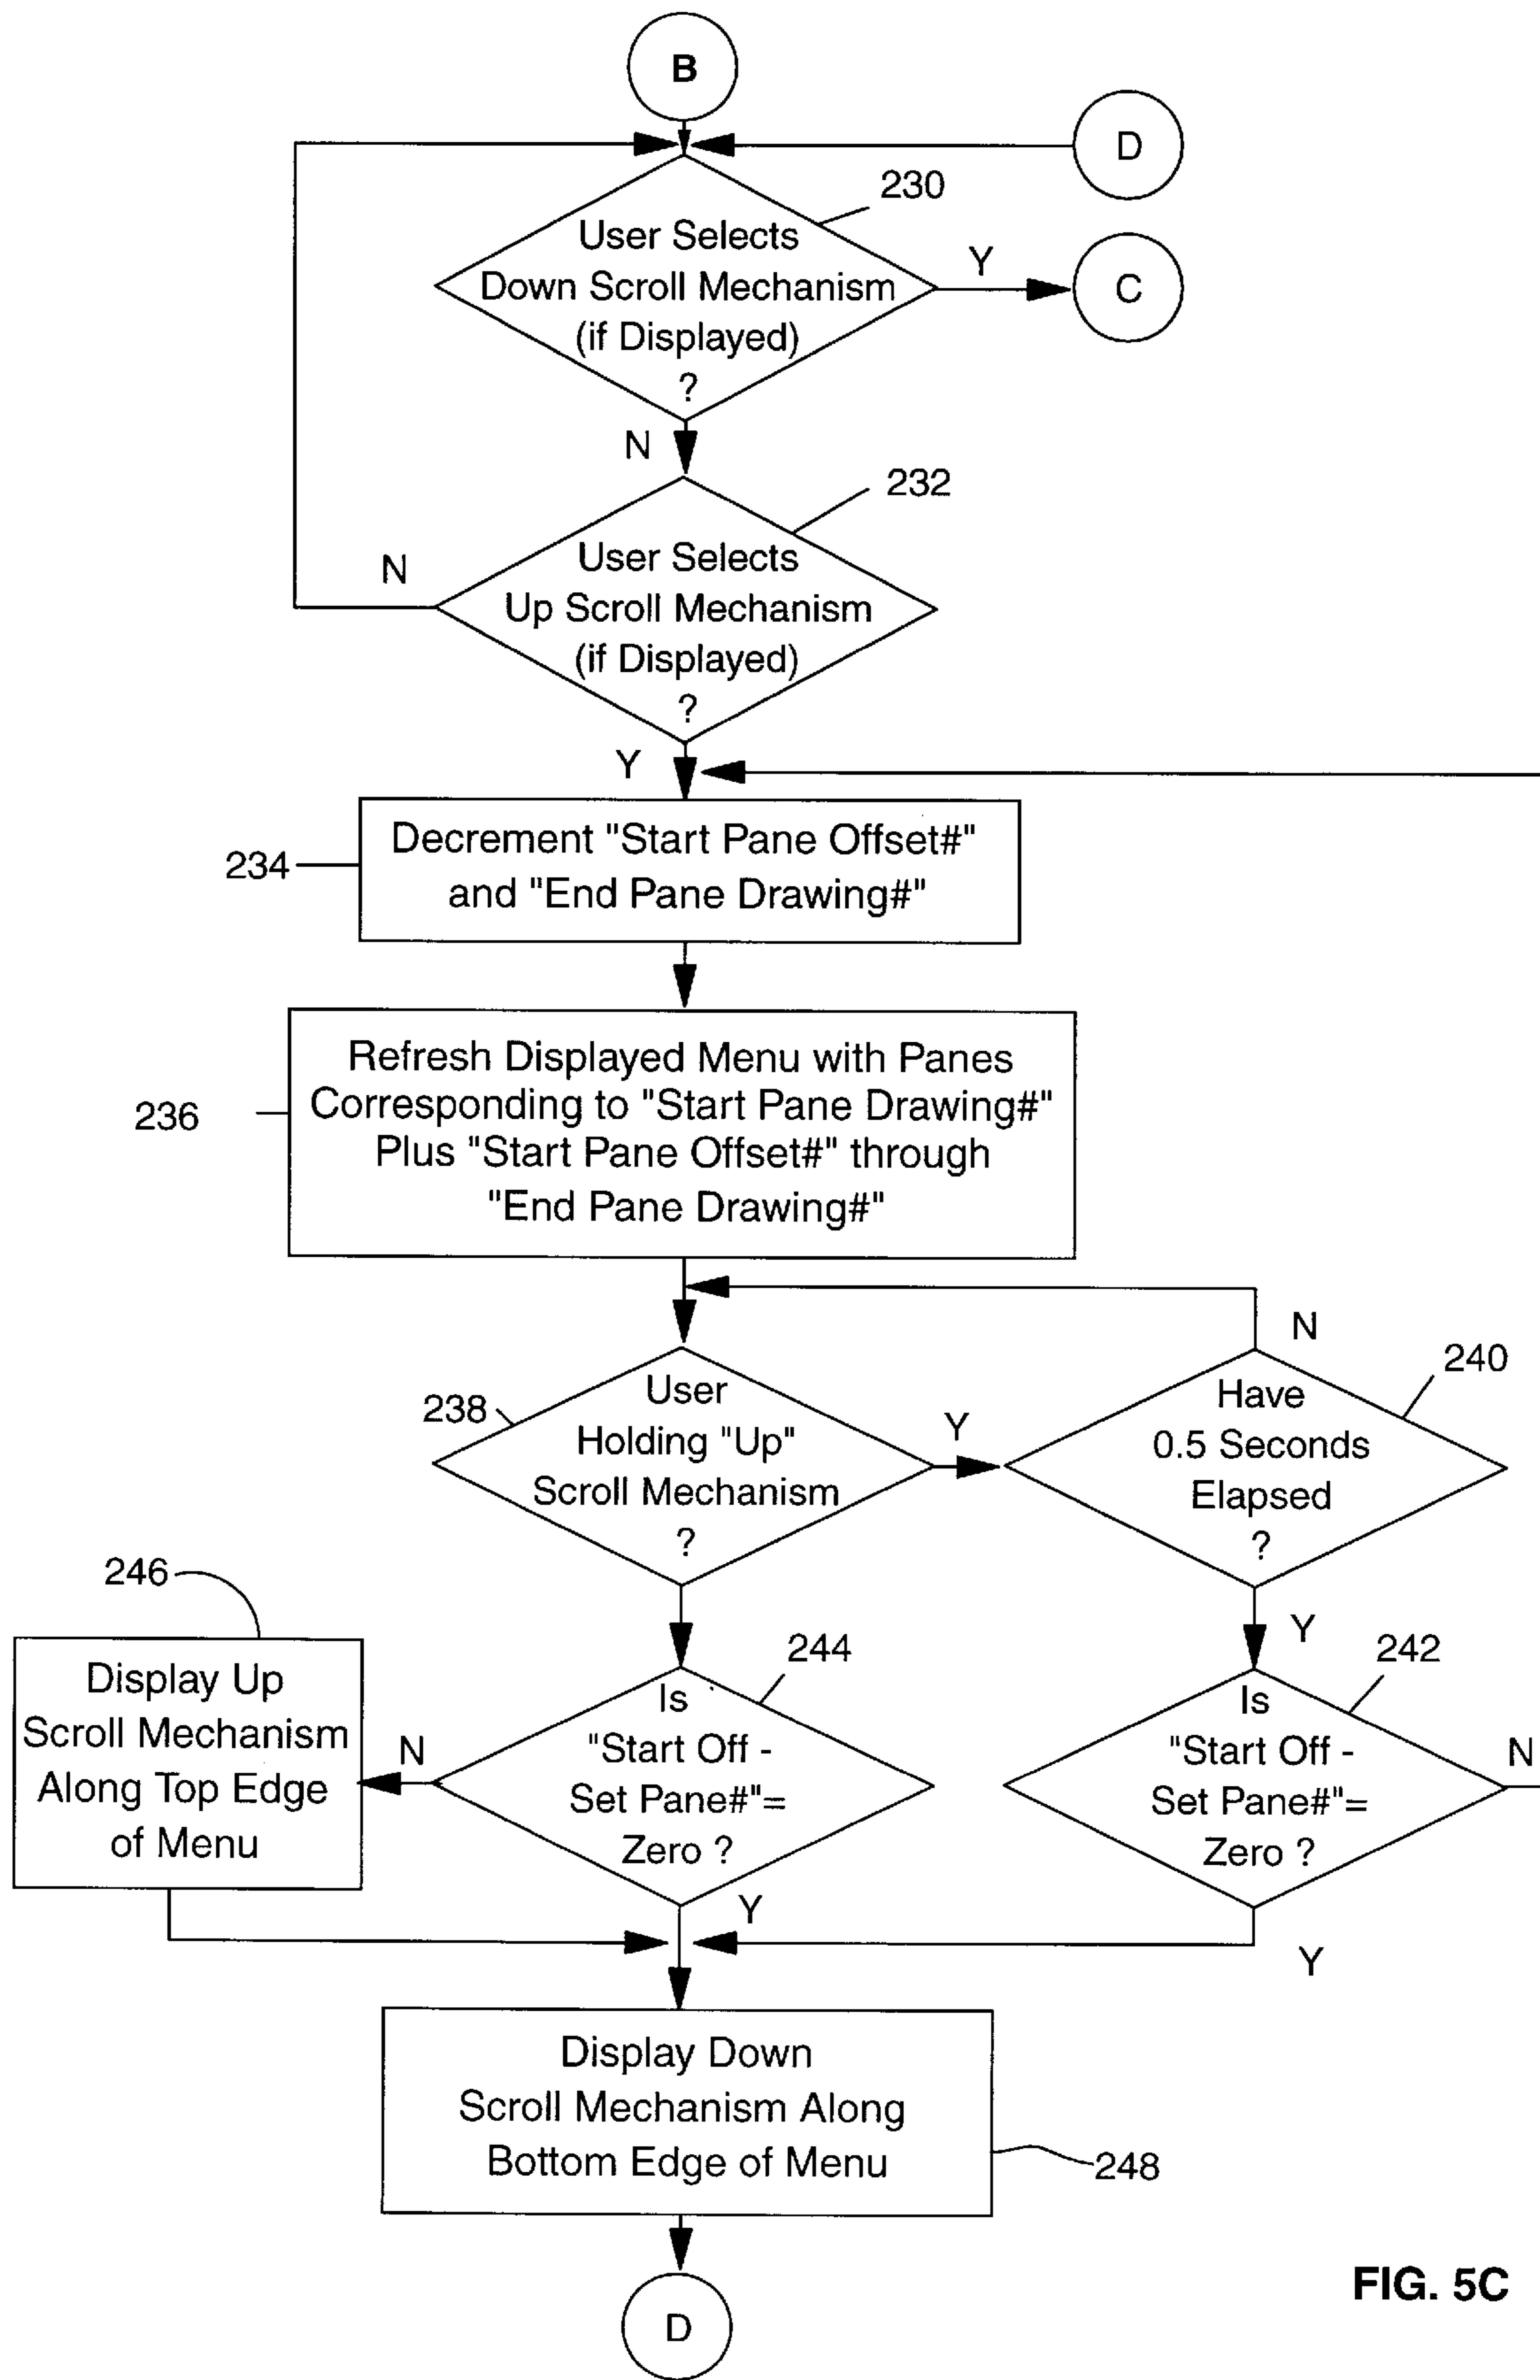 B
D
230
User Selects
Down Scroll Mechanism
(if Displayed)
?
Y
C
N
232
User Selects
Up Scroll Mechanism
(if Displayed)
?
N
Y
234
Decrement "Start Pane Offset#"
and "End Pane Drawing#"
236
Refresh Displayed Menu with Panes
Corresponding to "Start Pane Drawing#"
Plus "Start Pane Offset#" through
"End Pane Drawing#"
N
238
User
Holding "Up"
Scroll Mechanism
?
Y
240
Have
0.5 Seconds
Elapsed
?
Y
246
Display Up
Scroll Mechanism
Along Top Edge
of Menu
N
244
Is
"Start Off -
Set Pane#"=
Zero ?
Y
242
Is
"Start Off -
Set Pane#"=
Zero ?
N
Y
Display Down
Scroll Mechanism Along
Bottom Edge of Menu
248
D
FIG. 5C